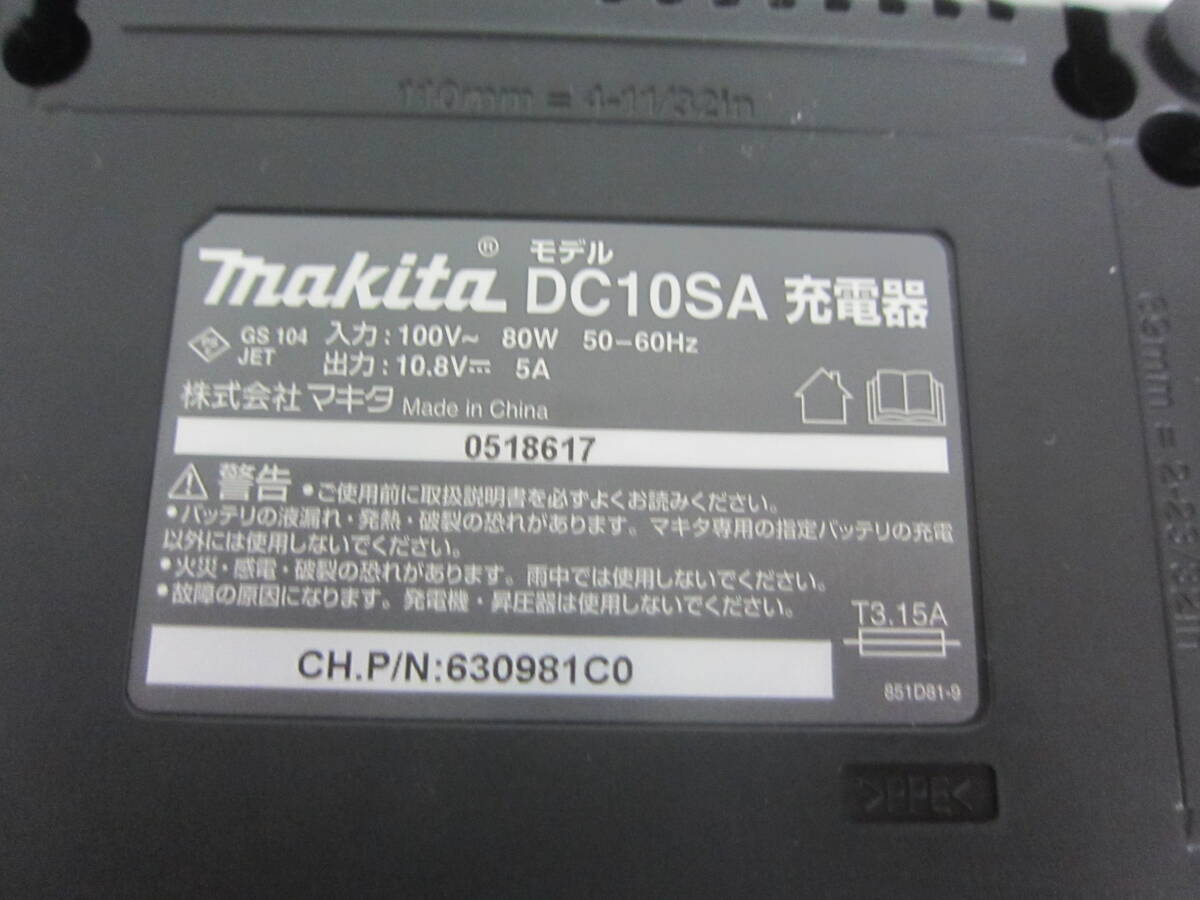 110mm = 4-11/32in
makita® モデル DC10SA 充電器
PS E GS 104 JET 入力:100V~ 80W 50-60Hz
出力:10.8V⎓ 5A
株式会社 マキタ Made in China
0518617
警告 •ご使用前に取扱説明書を必ずよくお読みください。
•バッテリの液漏れ・発熱・破裂の恐れがあります。マキタ専用の指定バッテリの充電
以外には使用しないでください。
•火災・感電・破裂の恐れがあります。雨中では使用しないでください。
•故障の原因になります。発電機・昇圧器は使用しないでください。
T3.15A
CH.P/N:630981C0
851D81-9
>PPE<
69mm = 2-23/32in